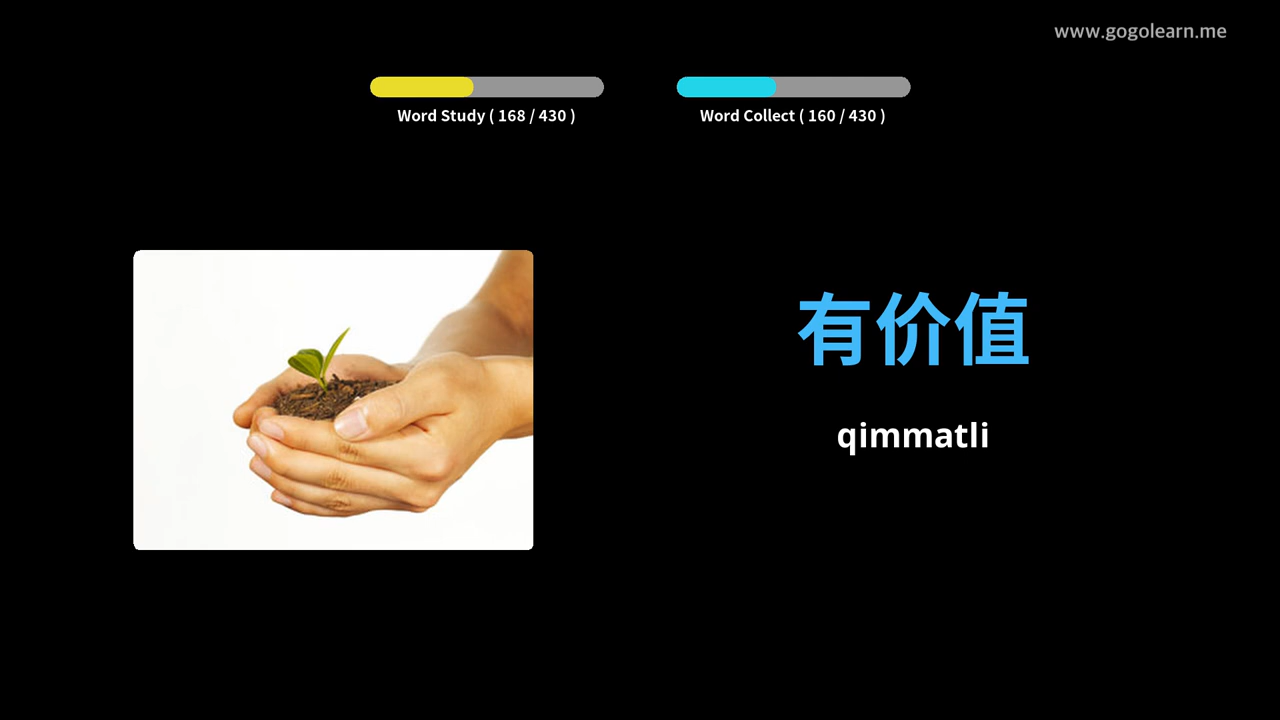 www.gogolearn.me
Word Study ( 168 / 430 )
Word Collect ( 160 / 430 )
有价值
qimmatli